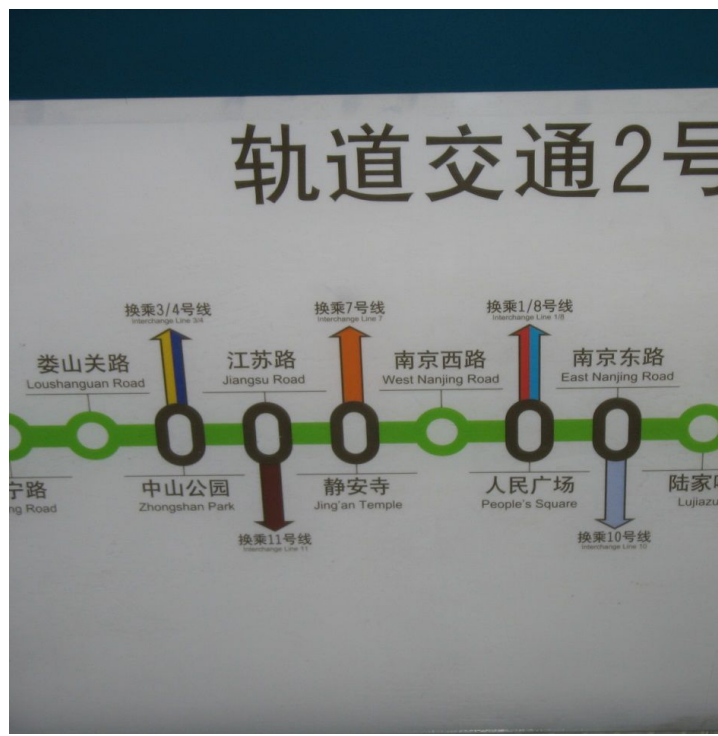 轨道交通2号
换乘3/4号线
Interchange Line 3/4
换乘7号线
Interchange Line 7
换乘1/8号线
Interchange Line 1/8
娄山关路
Loushanguan Road
江苏路
Jiangsu Road
南京西路
West Nanjing Road
南京东路
East Nanjing Road
宁路
ng Road
中山公园
Zhongshan Park
静安寺
Jing'an Temple
人民广场
People's Square
陆家
Lujiazu
换乘11号线
Interchange Line 11
换乘10号线
Interchange Line 10